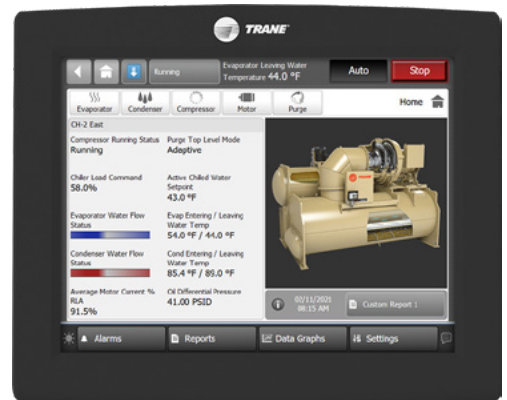 TRANE
Running
Evaporator Leaving Water
Temperature 44.0 °F
Auto
Stop
Evaporator
Condenser
Compressor
Motor
Purge
Home
CH-2 East
Compressor Running Status
Running
Purge Top Level
Mode
Adaptive
Chiller Load Command
58.0%
Active Chilled Water
Setpoint
43.0 °F
Evaporator Water Flow
Status
Evap Entering / Leaving
Water Temp
54.0 °F / 44.0 °F
Condenser Water Flow
Status
Cond Entering / Leaving
Water Temp
85.4 °F / 89.0 °F
Average Motor Current %
RLA
91.5%
Oil Differential Pressure
41.00 PSID
TRANE
02/11/2021
08:15 AM
Custom Report 1
Alarms
Reports
Data Graphs
Settings